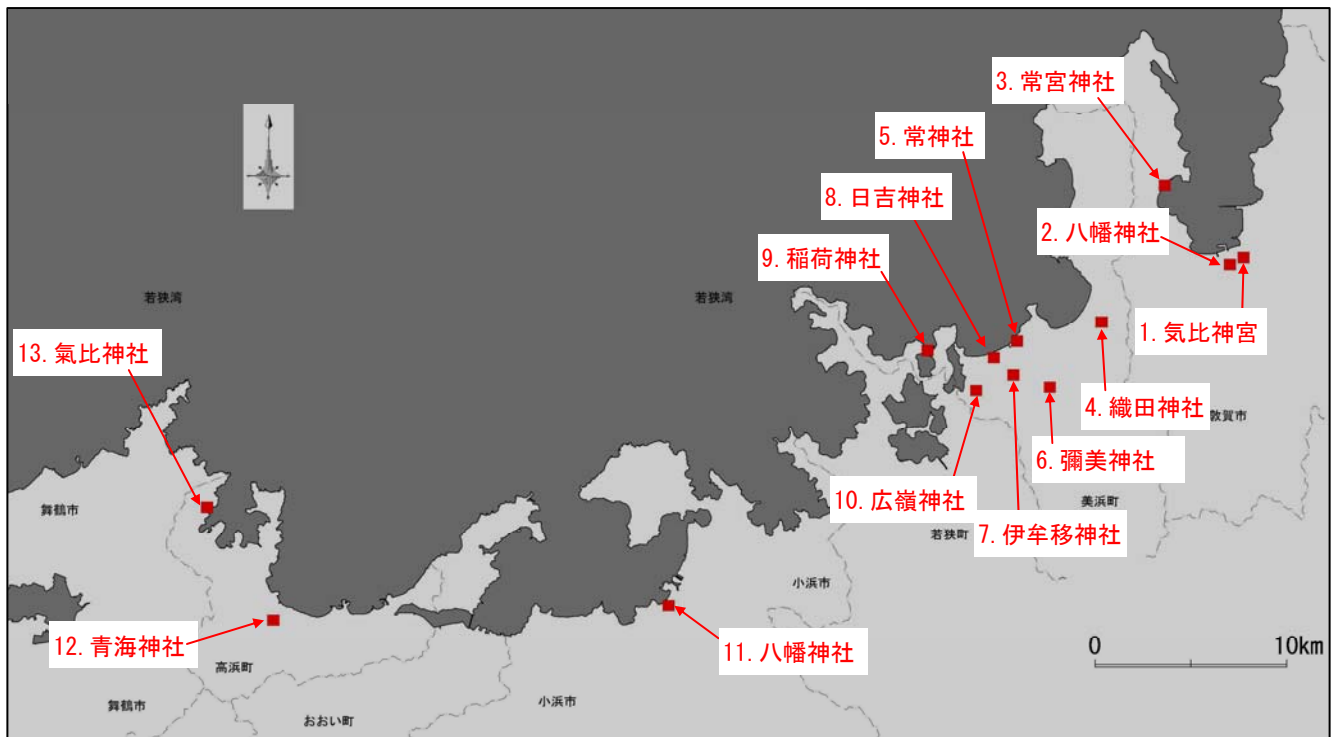 3. 常宮神社
5. 常神社
8. 日吉神社
2. 八幡神社
9. 稲荷神社
若狭湾
若狭湾
1. 気比神宮
13. 氣比神社
4. 織田神社
敦賀市
6. 彌美神社
10. 広嶺神社
美浜町
舞鶴市
若狭町
7. 伊牟移神社
小浜市
12. 青海神社
11. 八幡神社
0
10km
高浜町
舞鶴市
小浜市
おおい町